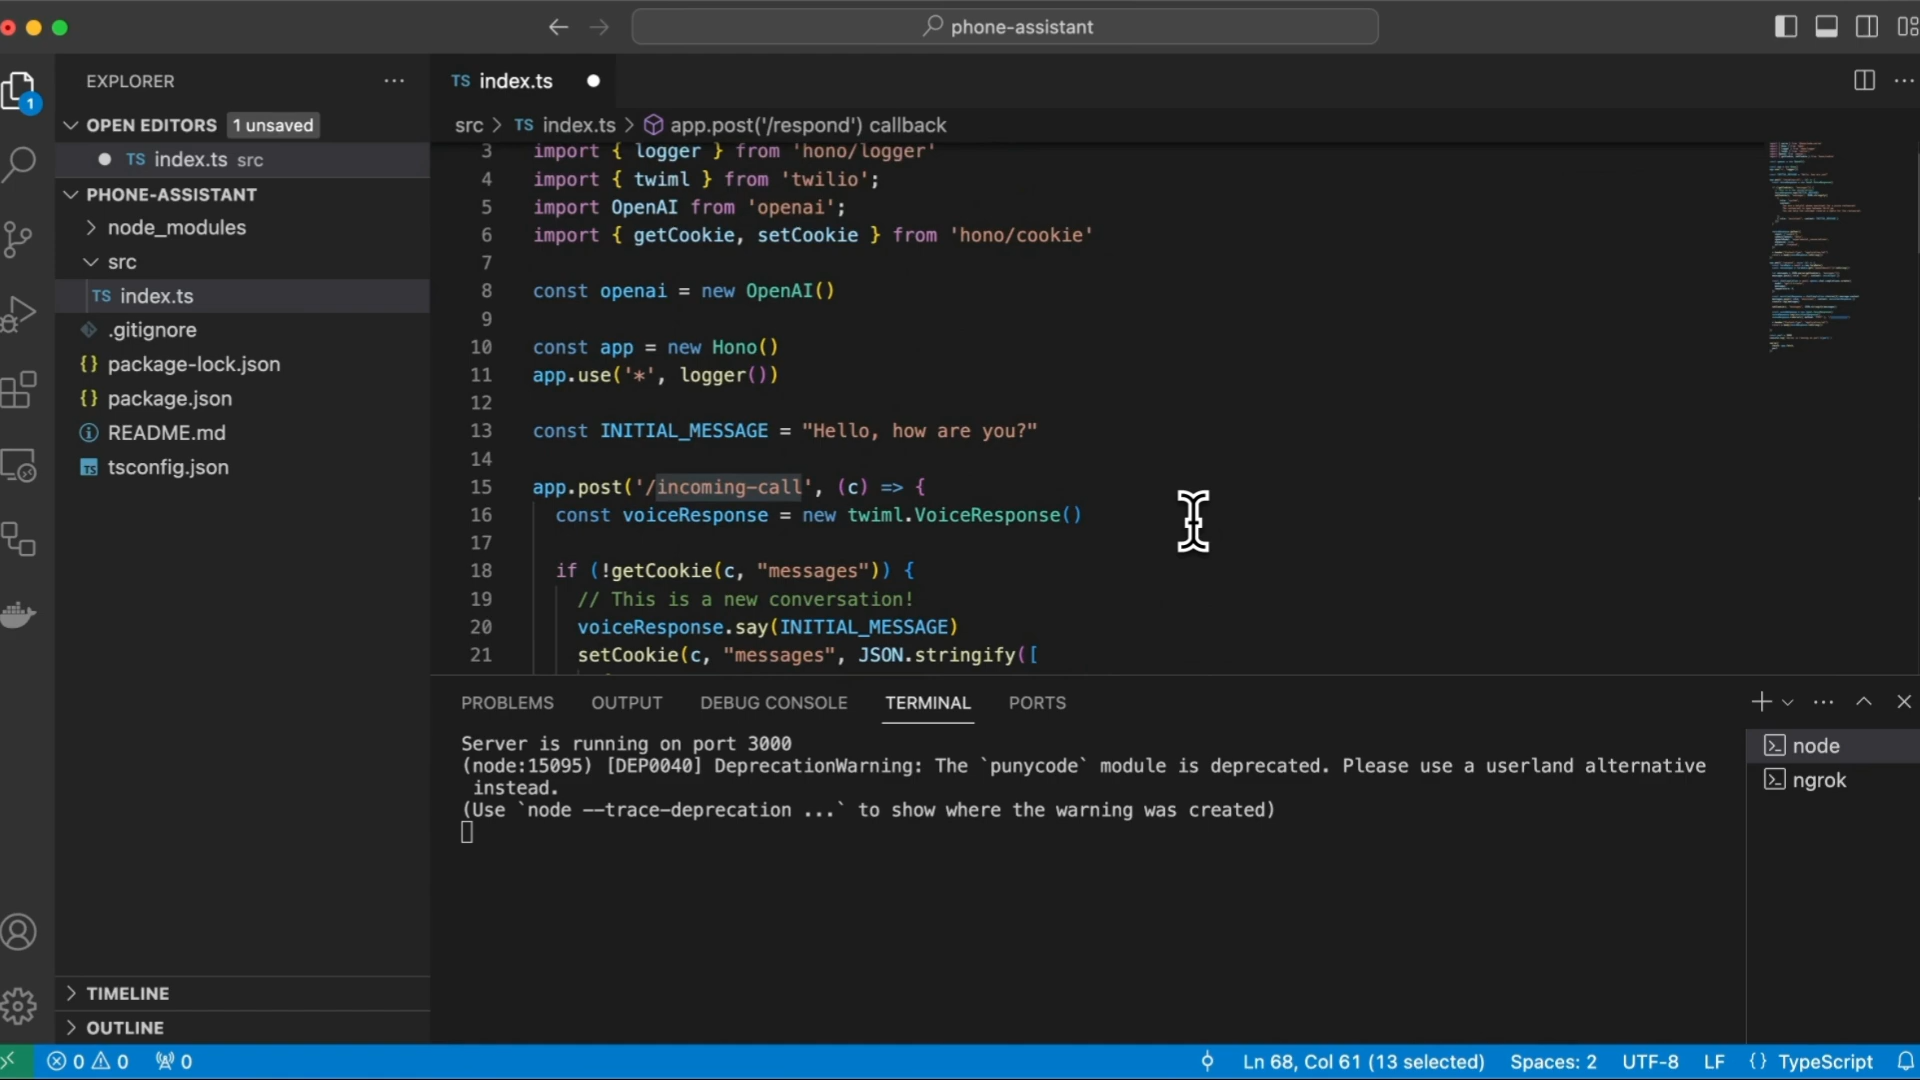 phone-assistant
EXPLORER
1
OPEN EDITORS 1 unsaved
TS index.ts src
PHONE-ASSISTANT
node_modules
src
TS index.ts
.gitignore
{} package-lock.json
{} package.json
README.md
TS tsconfig.json
TIMELINE
OUTLINE
TS index.ts
src > TS index.ts > app.post('/respond') callback
3 import { logger } from 'hono/logger'
4 import { twiml } from 'twilio';
5 import OpenAI from 'openai';
6 import { getCookie, setCookie } from 'hono/cookie'
7
8 const openai = new OpenAI()
9
10 const app = new Hono()
11 app.use('*', logger())
12
13 const INITIAL_MESSAGE = "Hello, how are you?"
14
15 app.post('/incoming-call', (c) => {
16 const voiceResponse = new twiml.VoiceResponse()
17
18 if (!getCookie(c, "messages")) {
19 // This is a new conversation!
20 voiceResponse.say(INITIAL_MESSAGE)
21 setCookie(c, "messages", JSON.stringify([
PROBLEMS OUTPUT DEBUG CONSOLE TERMINAL PORTS
Server is running on port 3000
(node:15095) [DEP0040] DeprecationWarning: The `punycode` module is deprecated. Please use a userland alternative
instead.
(Use `node --trace-deprecation ...` to show where the warning was created)
node
ngrok
0 0 0 Ln 68, Col 61 (13 selected) Spaces: 2 UTF-8 LF {} TypeScript